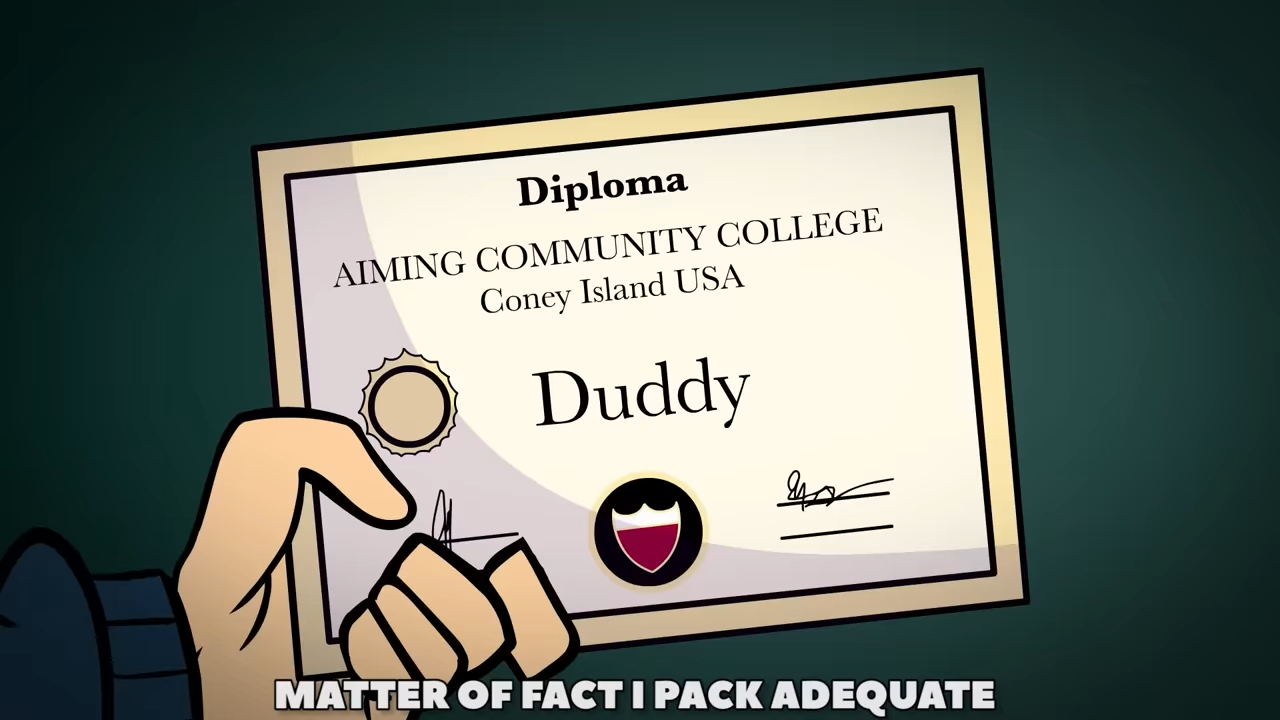 Diploma
AIMING COMMUNITY COLLEGE
Coney Island USA
Duddy
MATTER OF FACT I PACK ADEQUATE